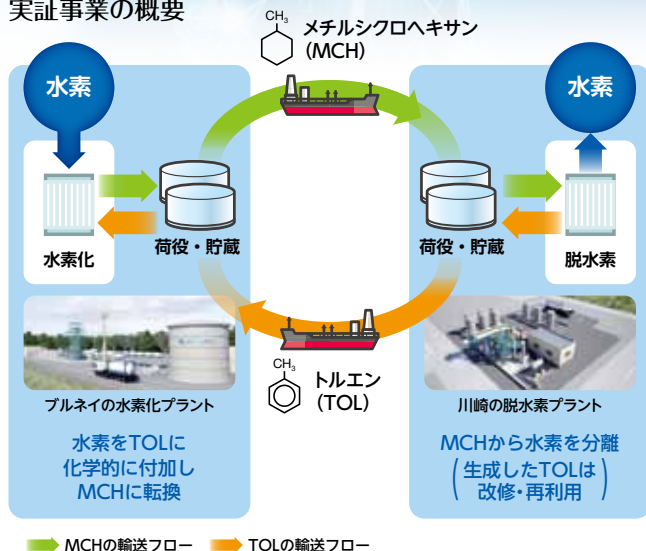 実証事業の概要
CH3
メチルシクロヘキサン
(MCH)
水素
水素
水素化
荷役・貯蔵
荷役・貯蔵
脱水素
CH3
トルエン
(TOL)
ブルネイの水素化プラント
川崎の脱水素プラント
水素をTOLに
化学的に付加し
MCHに転換
MCHから水素を分離
(生成したTOLは
改修・再利用)
MCHの輸送フロー TOLの輸送フロー